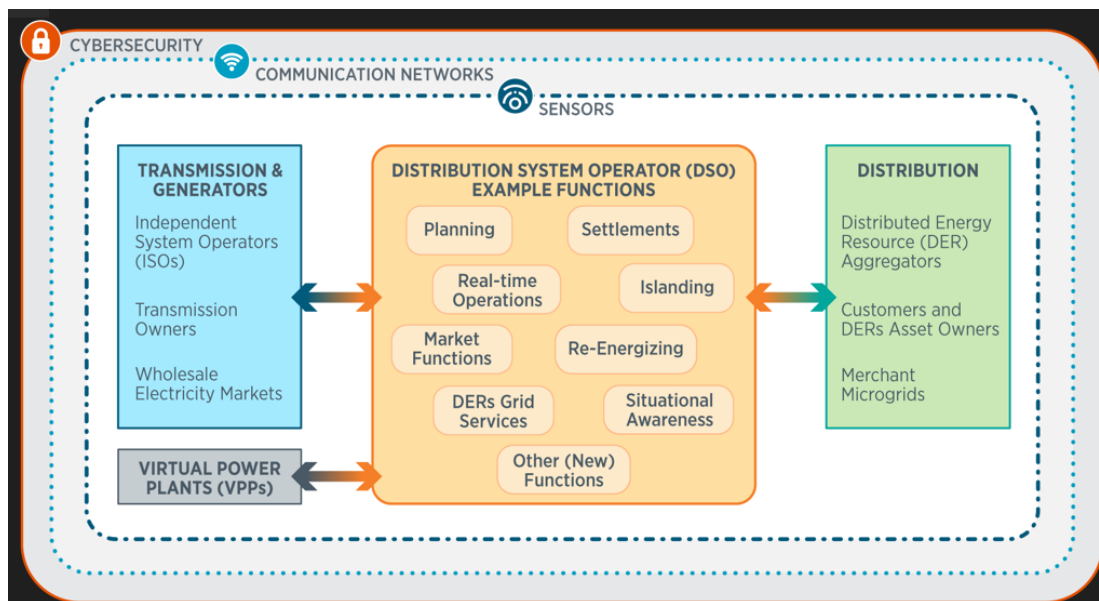 CYBERSECURITY
COMMUNICATION NETWORKS
SENSORS
TRANSMISSION &
GENERATORS
Independent
System Operators
(ISOs)
Transmission
Owners
Wholesale
Electricity Markets
VIRTUAL POWER
PLANTS (VPPs)
DISTRIBUTION SYSTEM OPERATOR (DSO)
EXAMPLE FUNCTIONS
Planning
Settlements
Real-time
Operations
Islanding
Market
Functions
Re-Energizing
DERs Grid
Services
Situational
Awareness
Other (New)
Functions
DISTRIBUTION
Distributed Energy
Resource (DER)
Aggregators
Customers and
DERs Asset Owners
Merchant
Microgrids